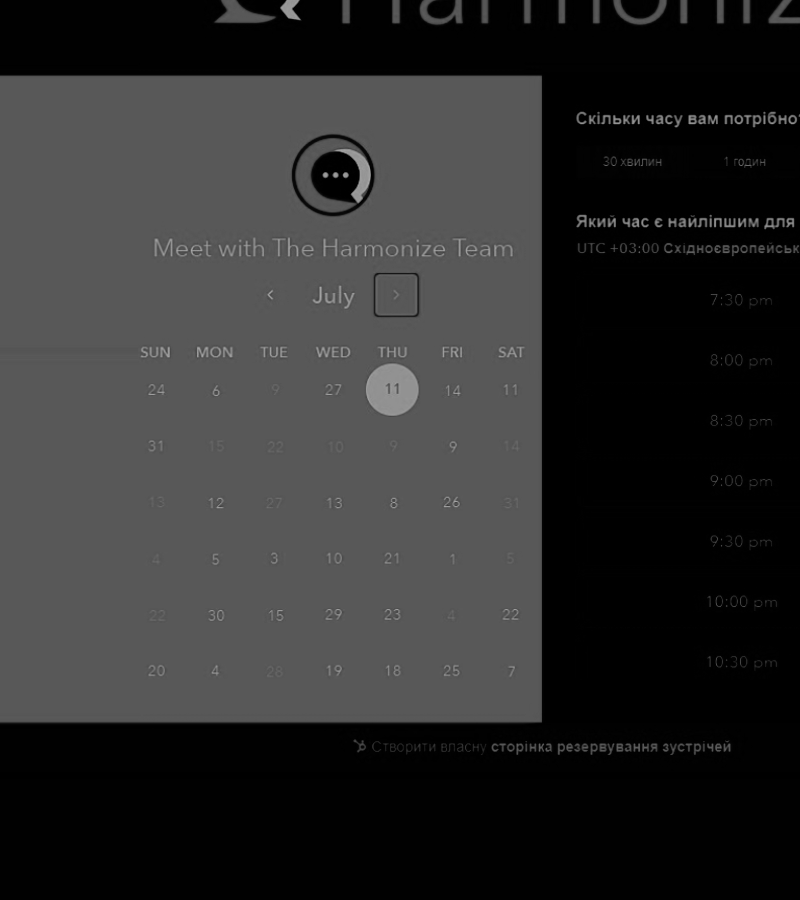 Harmoniz
Скільки часу вам потрібно?
30 хвилин 1 годин
Meet with The Harmonize Team
Який час є найліпшим для
UTC +03:00 Східноєвропейськ
July
SUN MON TUE WED THU FRI SAT
24 6 9 27 11 14 11
31 15 22 10 9 9 14
13 12 27 13 8 26 31
4 5 3 10 21 1 5
22 30 15 29 23 4 22
20 4 28 19 18 25 7
7:30 pm
8:00 pm
8:30 pm
9:00 pm
9:30 pm
10:00 pm
10:30 pm
Створити власну сторінка резервування зустрічей